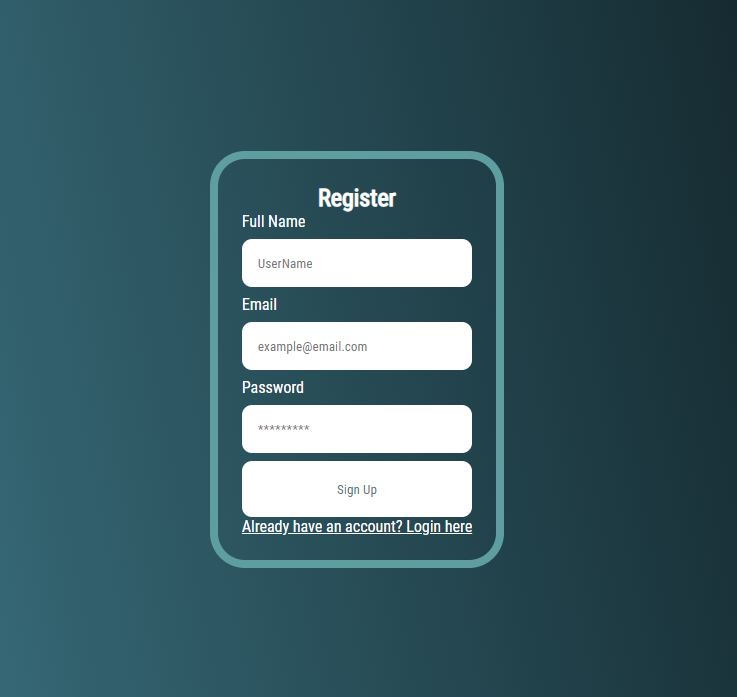 Register
Full Name
UserName
Email
example@email.com
Password
*********
Sign Up
Already have an account? Login here